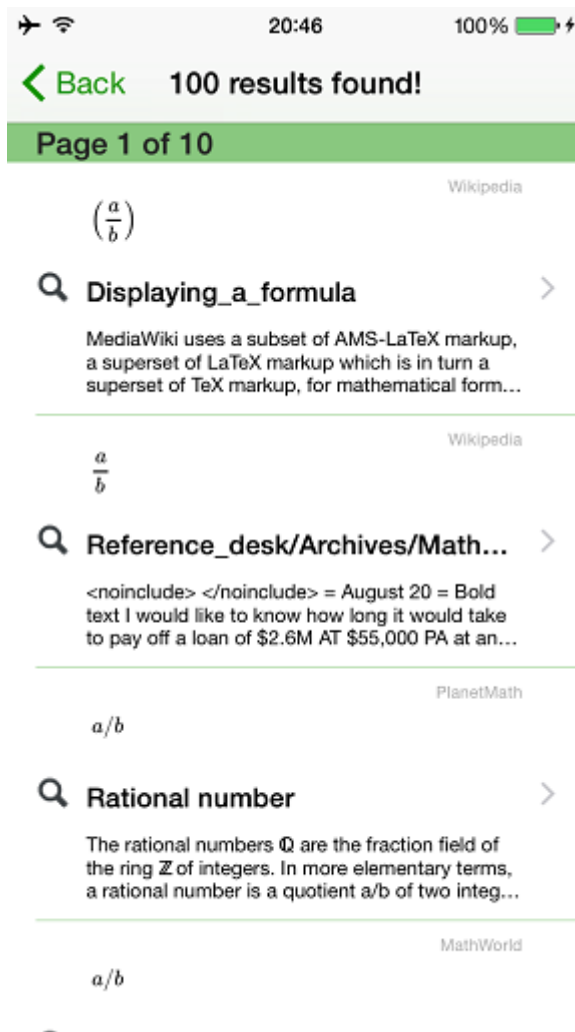 20:46 100%
Back 100 results found!
Page 1 of 10
Wikipedia
(a/b)
Displaying_a_formula
MediaWiki uses a subset of AMS-LaTeX markup,
a superset of LaTeX markup which is in turn a
superset of TeX markup, for mathematical form...
Wikipedia
a/b
Reference_desk/Archives/Math...
<noinclude> </noinclude> = August 20 = Bold
text I would like to know how long it would take
to pay off a loan of $2.6M AT $55,000 PA at an...
PlanetMath
a/b
Rational number
The rational numbers ℚ are the fraction field of
the ring ℤ of integers. In more elementary terms,
a rational number is a quotient a/b of two integ...
MathWorld
a/b